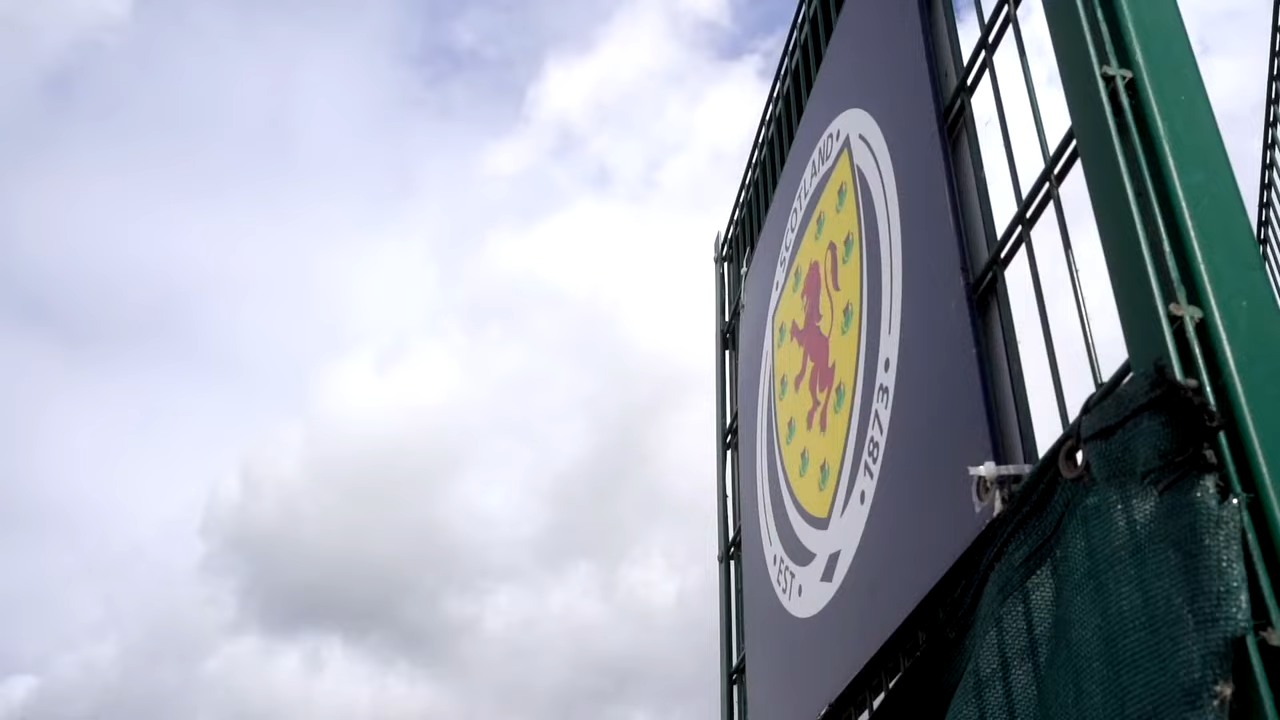 • SCOTLAND •
• EST •
• 1873 •